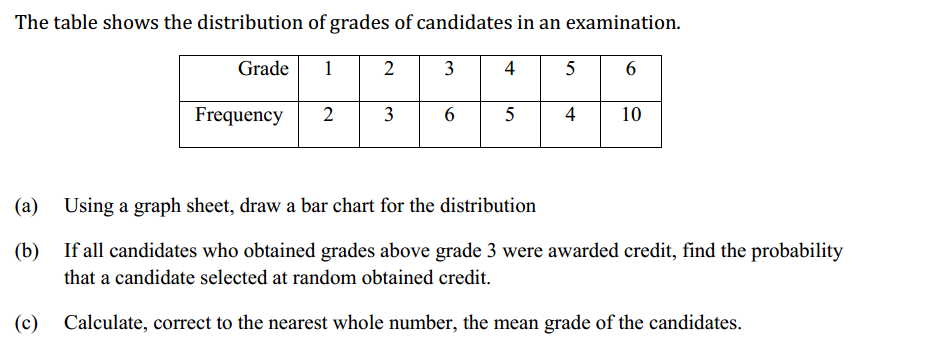 The table shows the distribution of grades of candidates in an examination.
Grade 1 2 3 4 5 6
Frequency 2 3 6 5 4 10
(a) Using a graph sheet, draw a bar chart for the distribution
(b) If all candidates who obtained grades above grade 3 were awarded credit, find the probability
that a candidate selected at random obtained credit.
(c) Calculate, correct to the nearest whole number, the mean grade of the candidates.